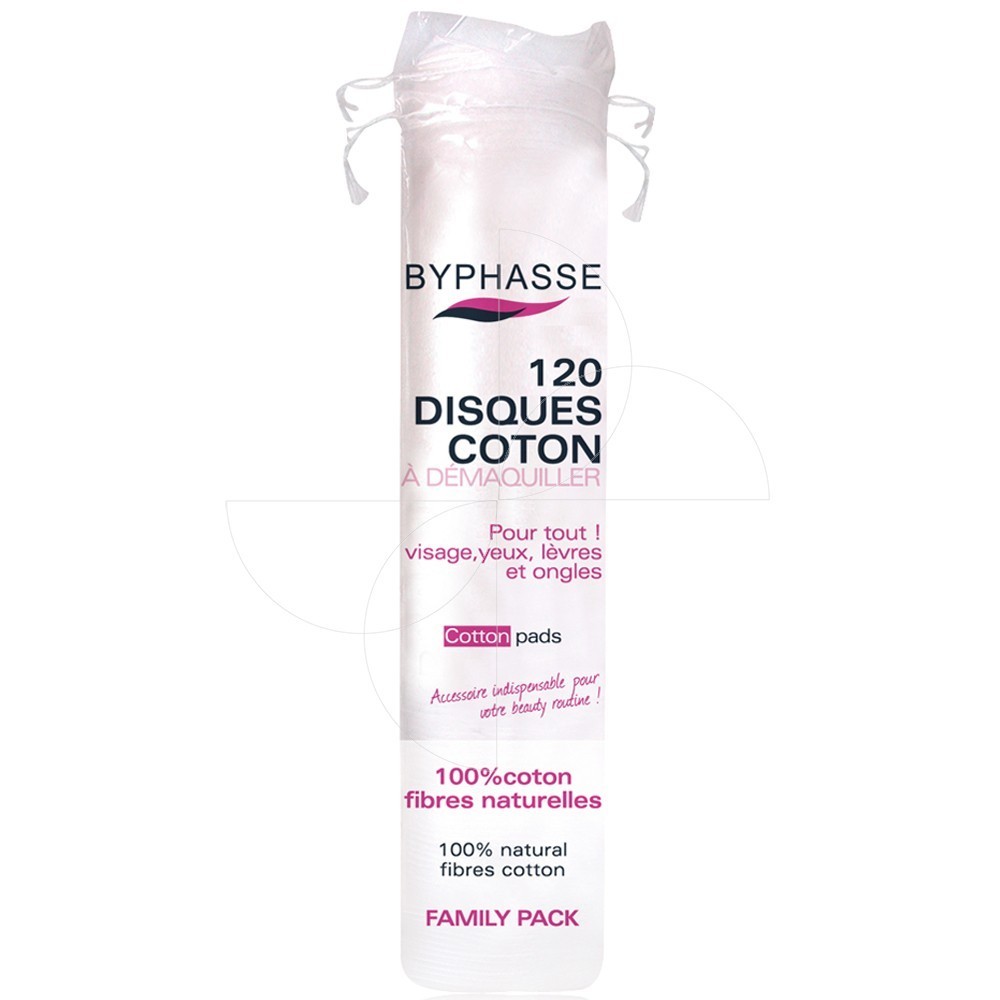 BYPHASSE
120
DISQUES
COTON
À DÉMAQUILLER
Pour tout !
visage,yeux, lèvres
et ongles
Cotton pads
Accessoire indispensable pour
votre beauty routine !
100%coton
fibres naturelles
100% natural
fibres cotton
FAMILY PACK